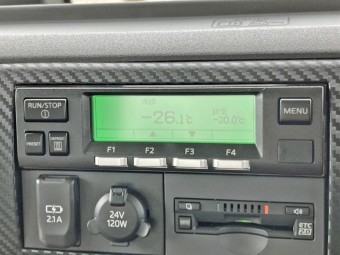 RUN/STOP
-26.1℃
-20.0℃
MENU
PRESET
DEFROST
F1 F2 F3 F4
2.1A
24V
120W
ETC
2.0